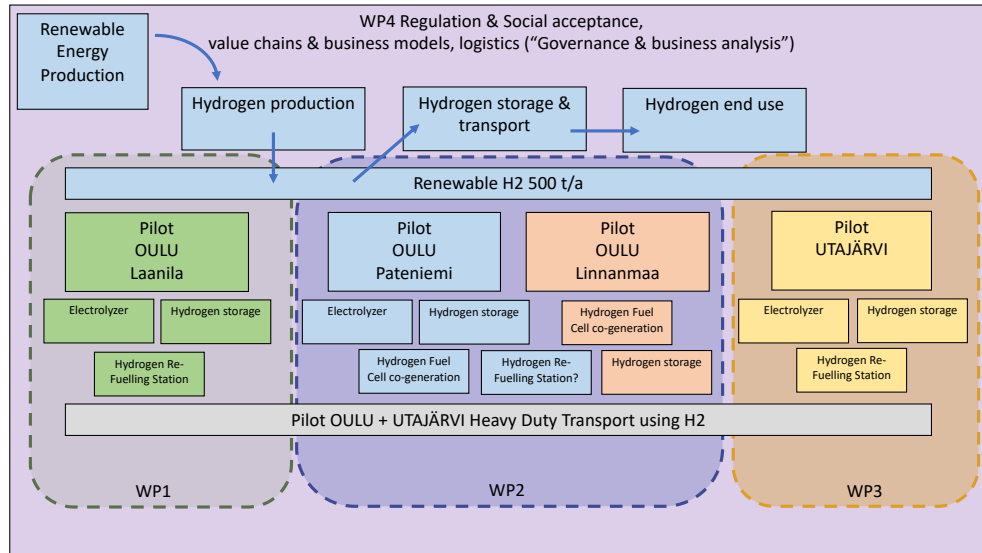 WP4 Regulation & Social acceptance,
value chains & business models, logistics (“Governance & business analysis”)
Renewable
Energy
Production
Hydrogen production
Hydrogen storage &
transport
Hydrogen end use
Renewable H2 500 t/a
Pilot
OULU
Laanila
Pilot
OULU
Pateniemi
Pilot
OULU
Linnanmaa
Pilot
UTAJÄRVI
Electrolyzer
Hydrogen storage
Hydrogen Re-
Fuelling Station
Electrolyzer
Hydrogen storage
Hydrogen Fuel
Cell co-generation
Hydrogen Re-
Fuelling Station?
Hydrogen Fuel
Cell co-generation
Hydrogen storage
Electrolyzer
Hydrogen storage
Hydrogen Re-
Fuelling Station
Pilot OULU + UTAJÄRVI Heavy Duty Transport using H2
WP1
WP2
WP3